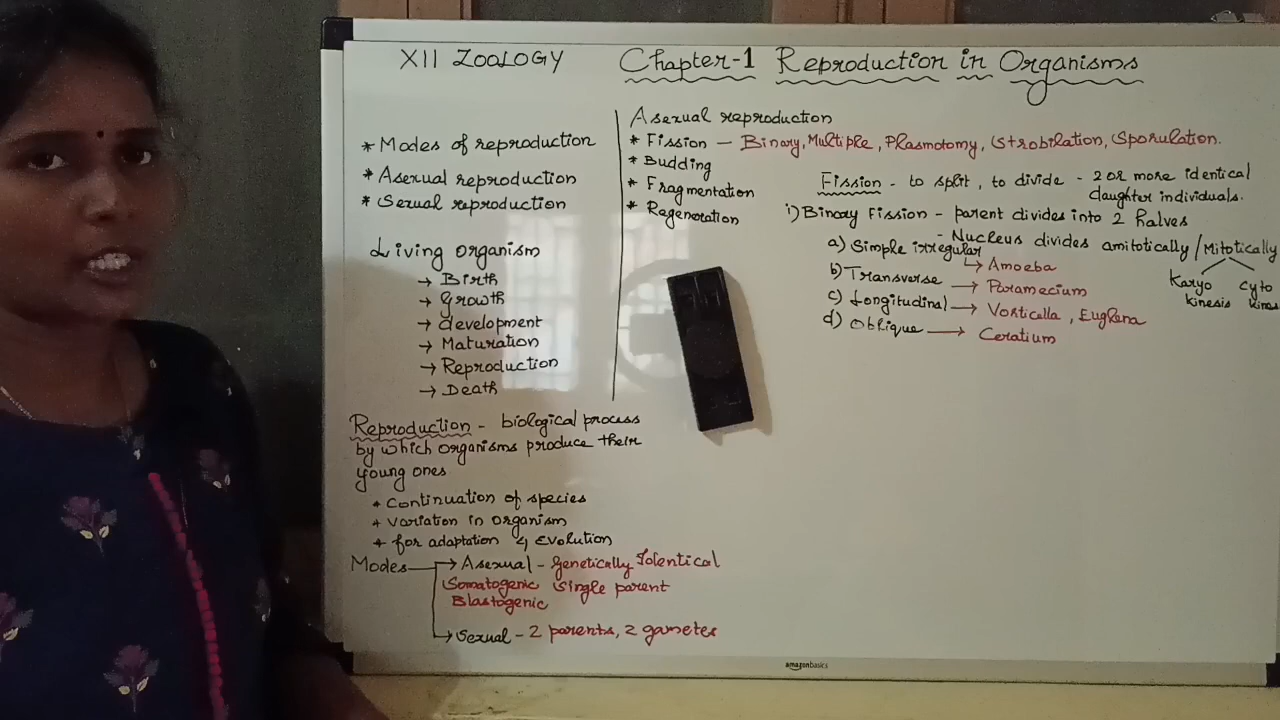 XII ZOOLOGY Chapter-1 Reproduction in Organisms
* Modes of reproduction
* Asexual reproduction
* Sexual reproduction
Living organism
→ Birth
→ Growth
→ development
→ Maturation
→ Reproduction
→ Death
Reproduction - biological process
by which organisms produce their
young ones
* Continuation of species
* Variation in organism
* for adaptation & Evolution
Modes → Asexual - Genetically Identical
Somatogenic Single parent
Blastogenic
→ Sexual - 2 parents, 2 gametes
Asexual reproduction
* Fission - Binary, Multiple, Plasmotomy, Strobilation, Sporulation.
* Budding
* Fragmentation
* Regeneration
Fission - to split, to divide - 2 or more identical
daughter individuals.
i) Binary Fission - parent divides into 2 halves
- Nucleus divides amitotically / Mitotically
Karyo kinesis
Cyto kines
a) Simple irregular
↳ Amoeba
b) Transverse → Paramecium
c) Longitudinal → Vorticella, Euglena
d) Oblique → Ceratium
amazonbasics